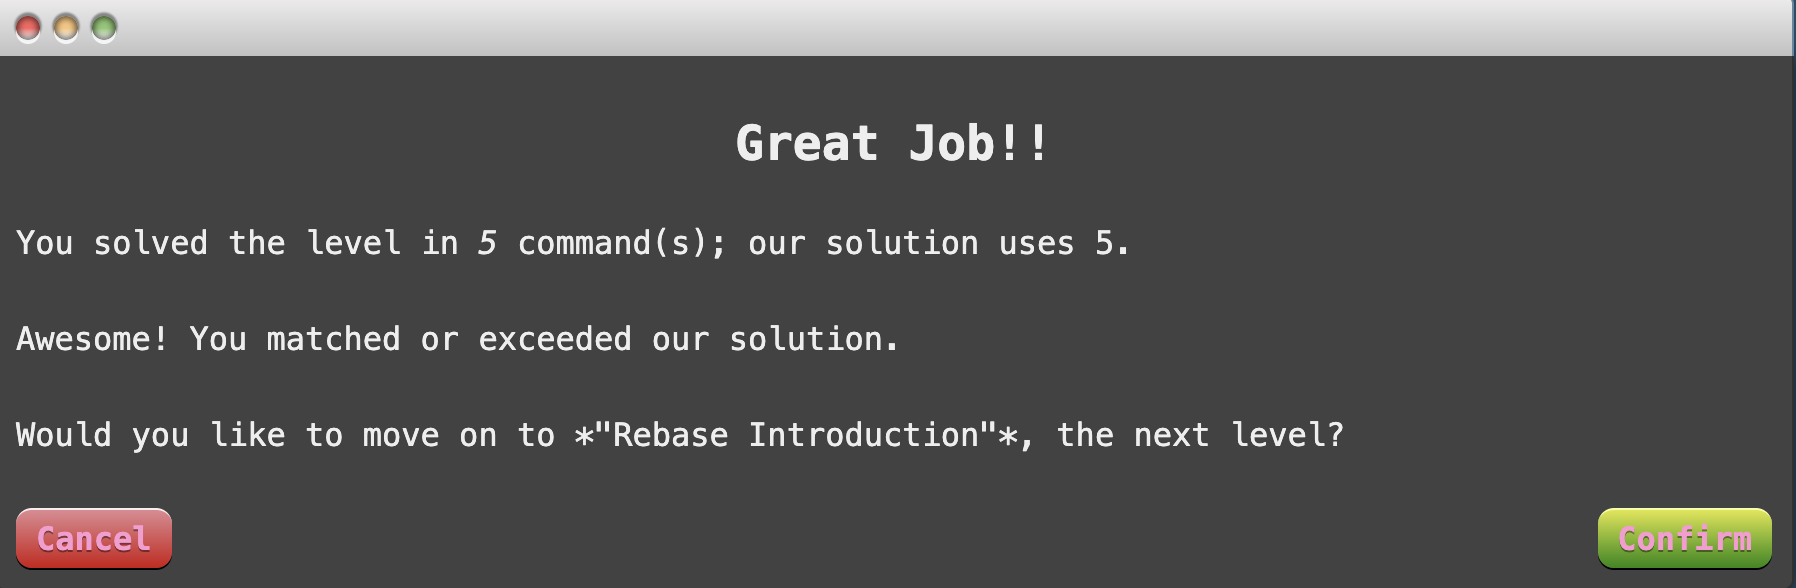 Great Job!!
You solved the level in 5 command(s); our solution uses 5.
Awesome! You matched or exceeded our solution.
Would you like to move on to *"Rebase Introduction"*, the next level?
Cancel
Confirm